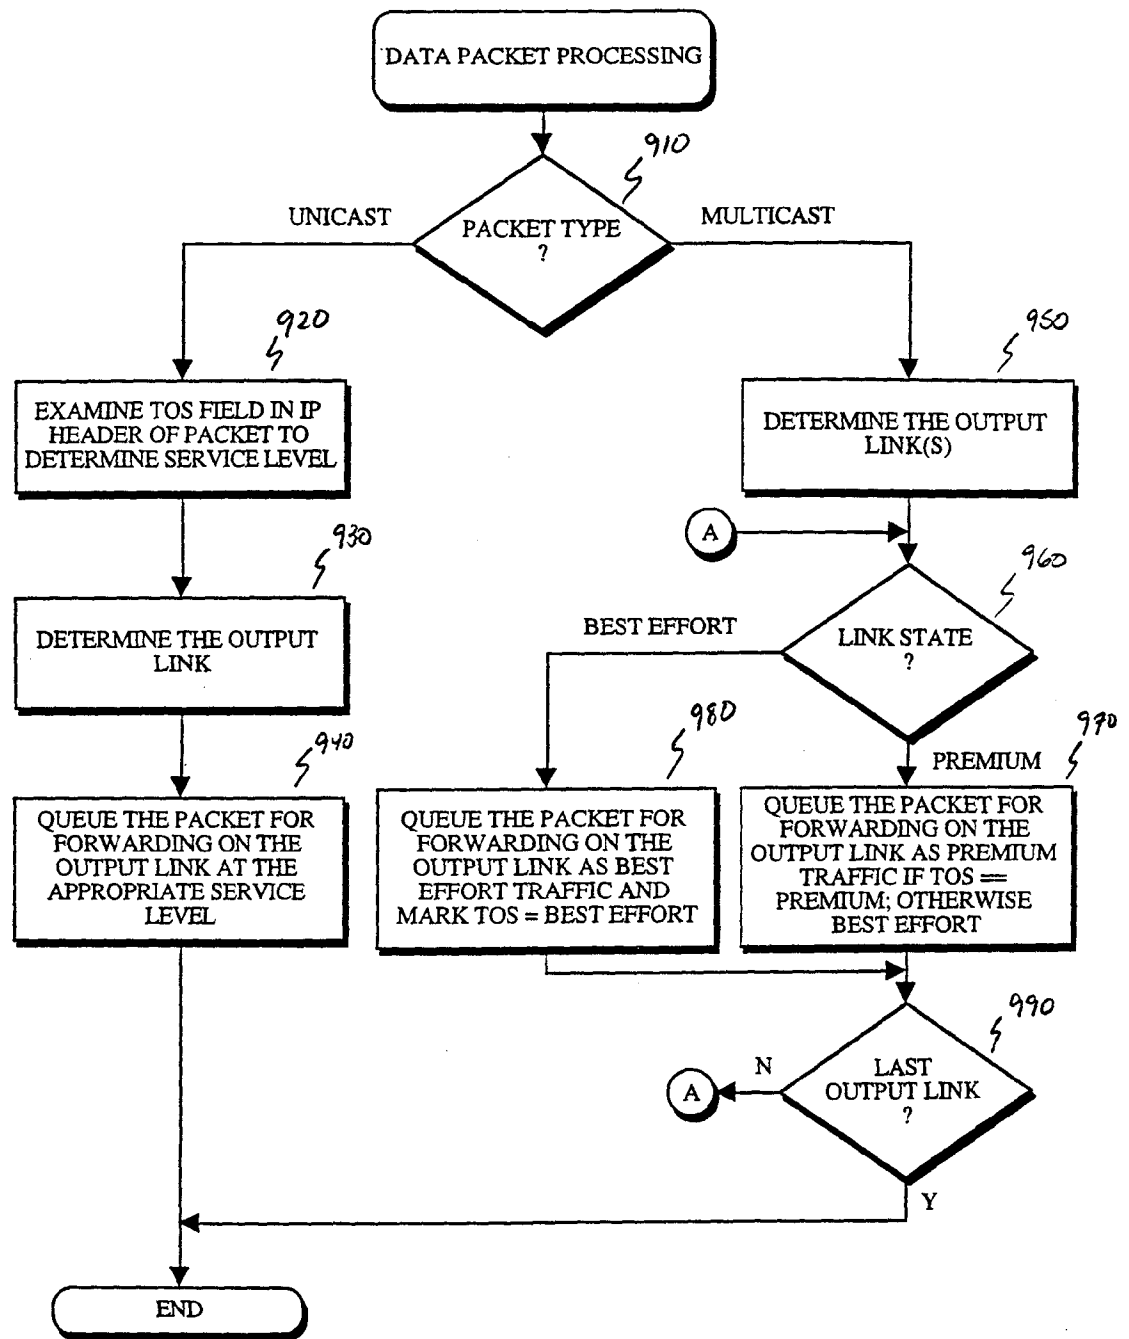 DATA PACKET PROCESSING
910
UNICAST
PACKET TYPE
?
MULTICAST
920
EXAMINE TOS FIELD IN IP
HEADER OF PACKET TO
DETERMINE SERVICE LEVEL
950
DETERMINE THE OUTPUT
LINK(S)
A
930
DETERMINE THE OUTPUT
LINK
960
BEST EFFORT
LINK STATE
?
940
QUEUE THE PACKET FOR
FORWARDING ON THE
OUTPUT LINK AT THE
APPROPRIATE SERVICE
LEVEL
980
QUEUE THE PACKET FOR
FORWARDING ON THE
OUTPUT LINK AS BEST
EFFORT TRAFFIC AND
MARK TOS = BEST EFFORT
PREMIUM
970
QUEUE THE PACKET FOR
FORWARDING ON THE
OUTPUT LINK AS PREMIUM
TRAFFIC IF TOS ==
PREMIUM; OTHERWISE
BEST EFFORT
990
A
N
LAST
OUTPUT LINK
?
Y
END